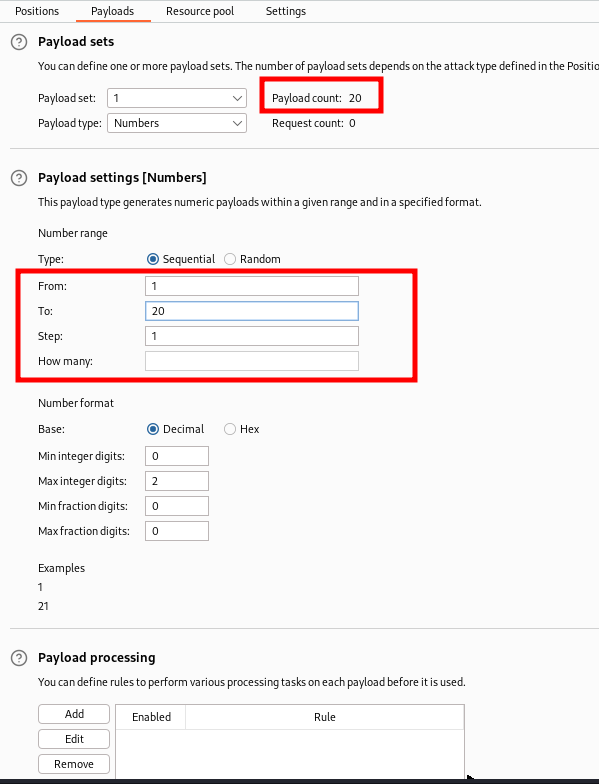 Positions Payloads Resource pool Settings
? Payload sets
You can define one or more payload sets. The number of payload sets depends on the attack type defined in the Positio
Payload set: 1 Payload count: 20
Payload type: Numbers Request count: 0
? Payload settings [Numbers]
This payload type generates numeric payloads within a given range and in a specified format.
Number range
Type: Sequential Random
From: 1
To: 20
Step: 1
How many:
Number format
Base: Decimal Hex
Min integer digits: 0
Max integer digits: 2
Min fraction digits: 0
Max fraction digits: 0
Examples
1
21
? Payload processing
You can define rules to perform various processing tasks on each payload before it is used.
Add Enabled Rule
Edit
Remove